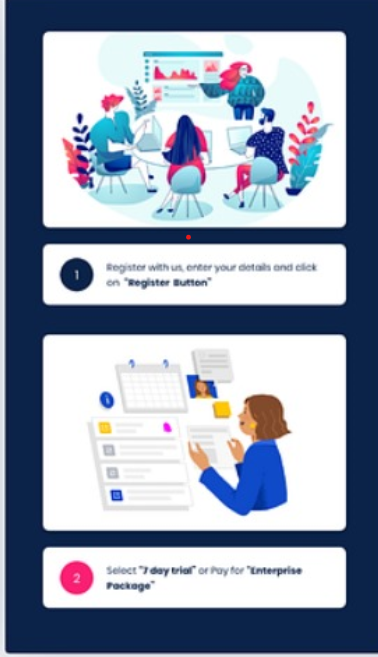 1
Register with us, enter your details and click
on "Register Button"
2
Select "7 day trial" or Pay for "Enterprise
Package"